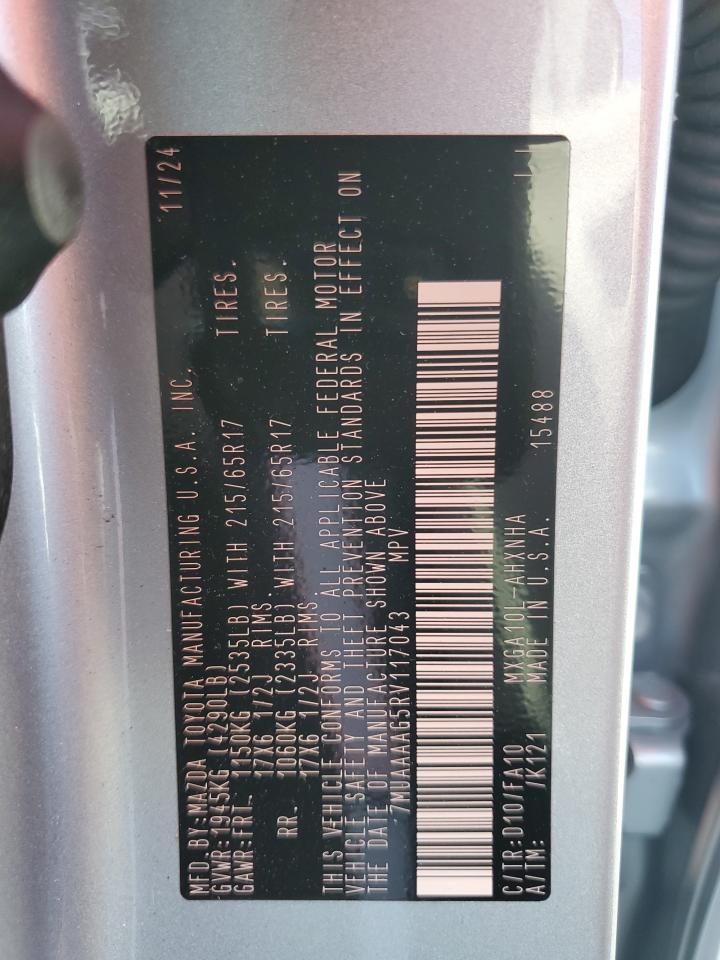 11/24
MFD. BY:MAZDA TOYOTA MANUFACTURING U.S.A. INC.
GVWR:1945KG (4290LB)
GAWR:FRT. 1150KG (2535LB) WITH 215/65R17 TIRES.
17X6 1/2J RIMS.
RR. 1060KG (2335LB) WITH 215/65R17 TIRES.
17X6 1/2J RIMS.
THIS VEHICLE CONFORMS TO ALL APPLICABLE FEDERAL MOTOR
VEHICLE SAFETY AND THEFT PREVENTION STANDARDS IN EFFECT ON
THE DATE OF MANUFACTURE SHOWN ABOVE
7MUAAAAG5RV117043 MPV
C/TR:D10/FA10 MXGA10L-AHXNHA
A/TM: /K121 MADE IN U.S.A. 15488